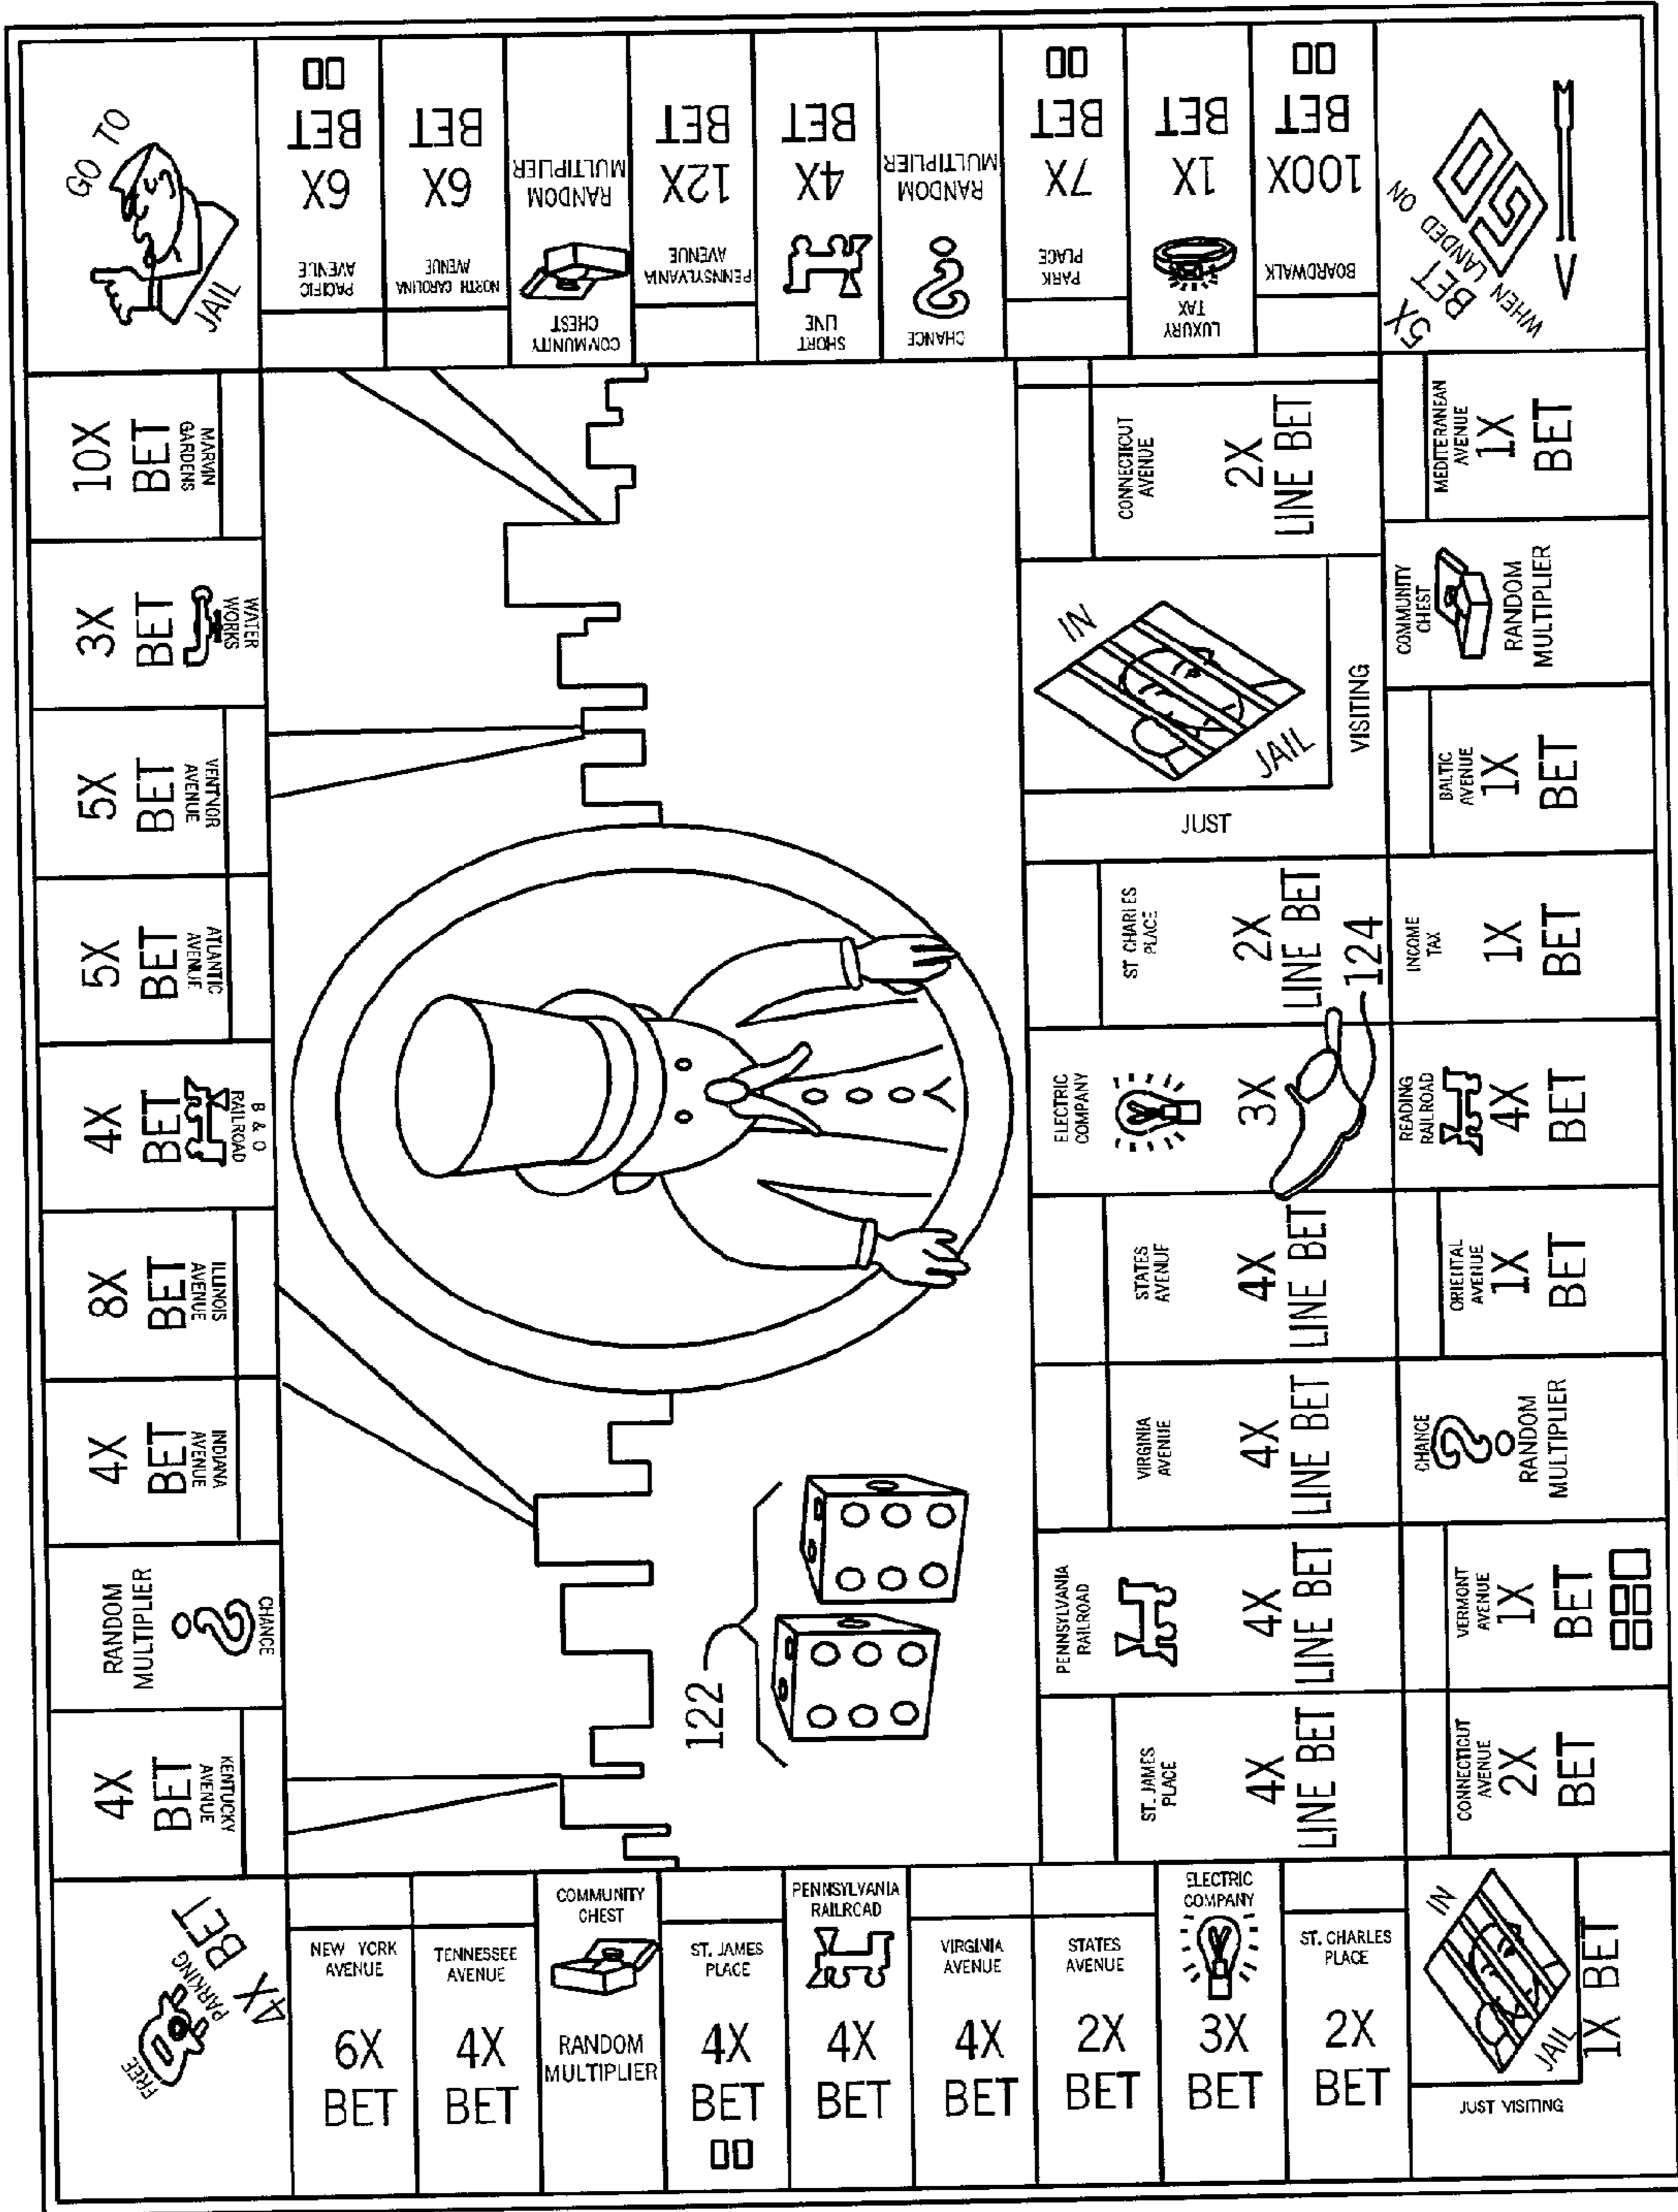 GO TO
JAIL
PACIFIC
AVENUE
6X
BET
NORTH CAROLINA
AVENUE
6X
BET
COMMUNITY
CHEST
RANDOM
MULTIPLIER
PENNSYLVANIA
AVENUE
12X
BET
SHORT
LINE
4X
BET
CHANCE
RANDOM
MULTIPLIER
PARK
PLACE
7X
BET
LUXURY
TAX
1X
BET
BOARDWALK
100X
BET
5X
BET
WHEN LANDED ON
GO
MEDITERANEAN
AVENUE
1X
BET
COMMUNITY
CHEST
RANDOM
MULTIPLIER
BALTIC
AVENUE
1X
BET
INCOME
TAX
1X
BET
READING
RAILROAD
4X
BET
ORIENTAL
AVENUE
1X
BET
CHANCE
RANDOM
MULTIPLIER
VERMONT
AVENUE
1X
BET
CONNECTICUT
AVENUE
2X
BET
IN
JAIL
1X BET
JUST VISITING
ST. CHARLES
PLACE
2X
BET
ELECTRIC
COMPANY
3X
BET
STATES
AVENUE
2X
BET
VIRGINIA
AVENUE
4X
BET
PENNSYLVANIA
RAILROAD
4X
BET
ST. JAMES
PLACE
4X
BET
COMMUNITY
CHEST
RANDOM
MULTIPLIER
TENNESSEE
AVENUE
4X
BET
NEW YORK
AVENUE
6X
BET
FREE
PARKING
4X BET
4X
BET
KENTUCKY
AVENUE
RANDOM
MULTIPLIER
CHANCE
4X
BET
INDIANA
AVENUE
8X
BET
ILLINOIS
AVENUE
4X
BET
B & O
RAILROAD
5X
BET
ATLANTIC
AVENUE
5X
BET
VENTNOR
AVENUE
3X
BET
WATER
WORKS
10X
BET
MARVIN
GARDENS
122
CONNECTICUT
AVENUE
2X
LINE BET
IN
JAIL
JUST
VISITING
ST CHARLES
PLACE
2X
LINE BET
124
ELECTRIC
COMPANY
3X
STATES
AVENUE
4X
LINE BET
VIRGINIA
AVENUE
4X
LINE BET
PENNSYLVANIA
RAILROAD
4X
LINE BET
ST. JAMES
PLACE
4X
LINE BET